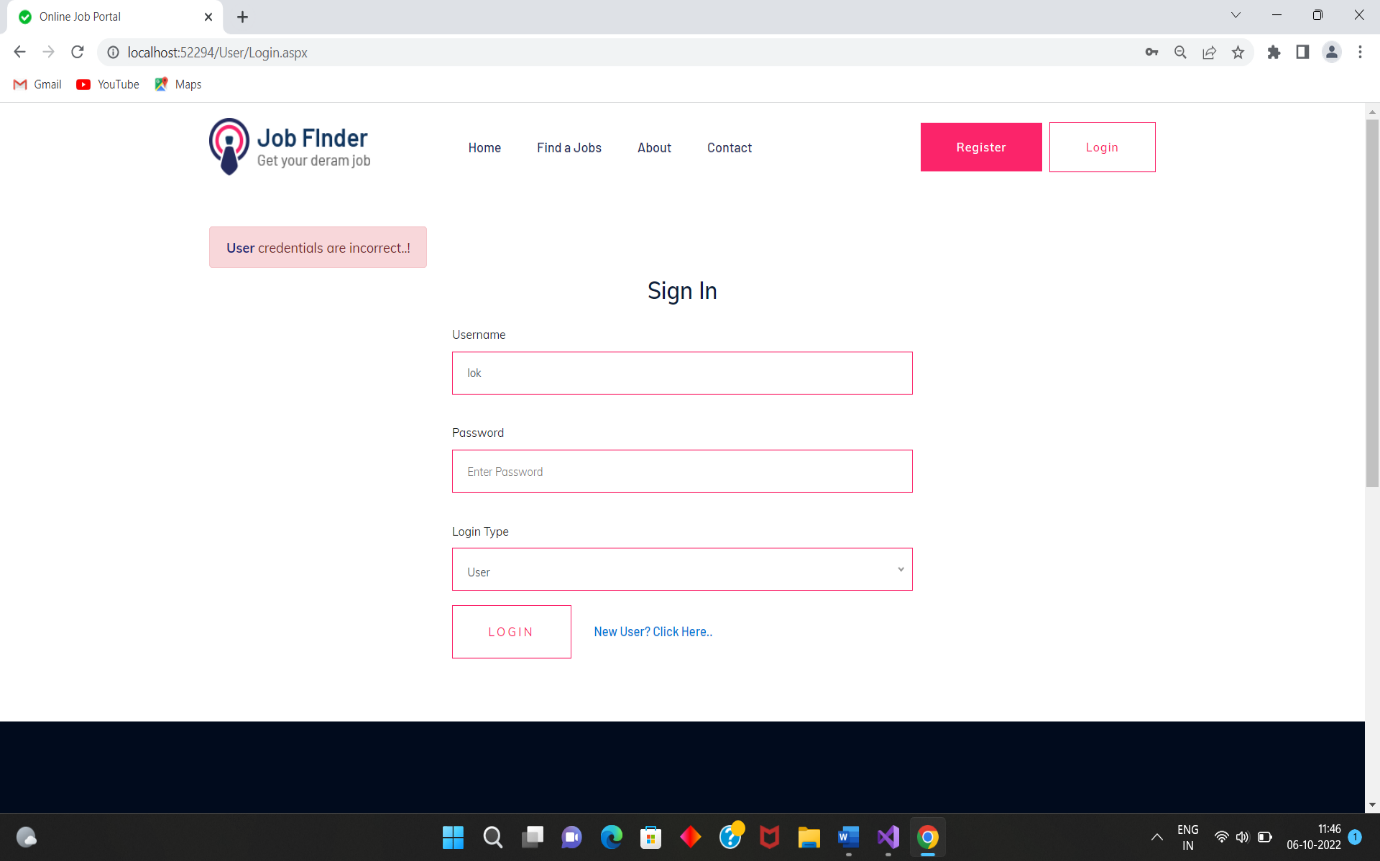 Online Job Portal
localhost:52294/User/Login.aspx
Gmail YouTube Maps
Job FInder
Get your deram job
Home Find a Jobs About Contact
Register Login
User credentials are incorrect..!
Sign In
Username
lok
Password
Enter Password
Login Type
User
LOGIN New User? Click Here..
ENG
IN
11:46
06-10-2022
1